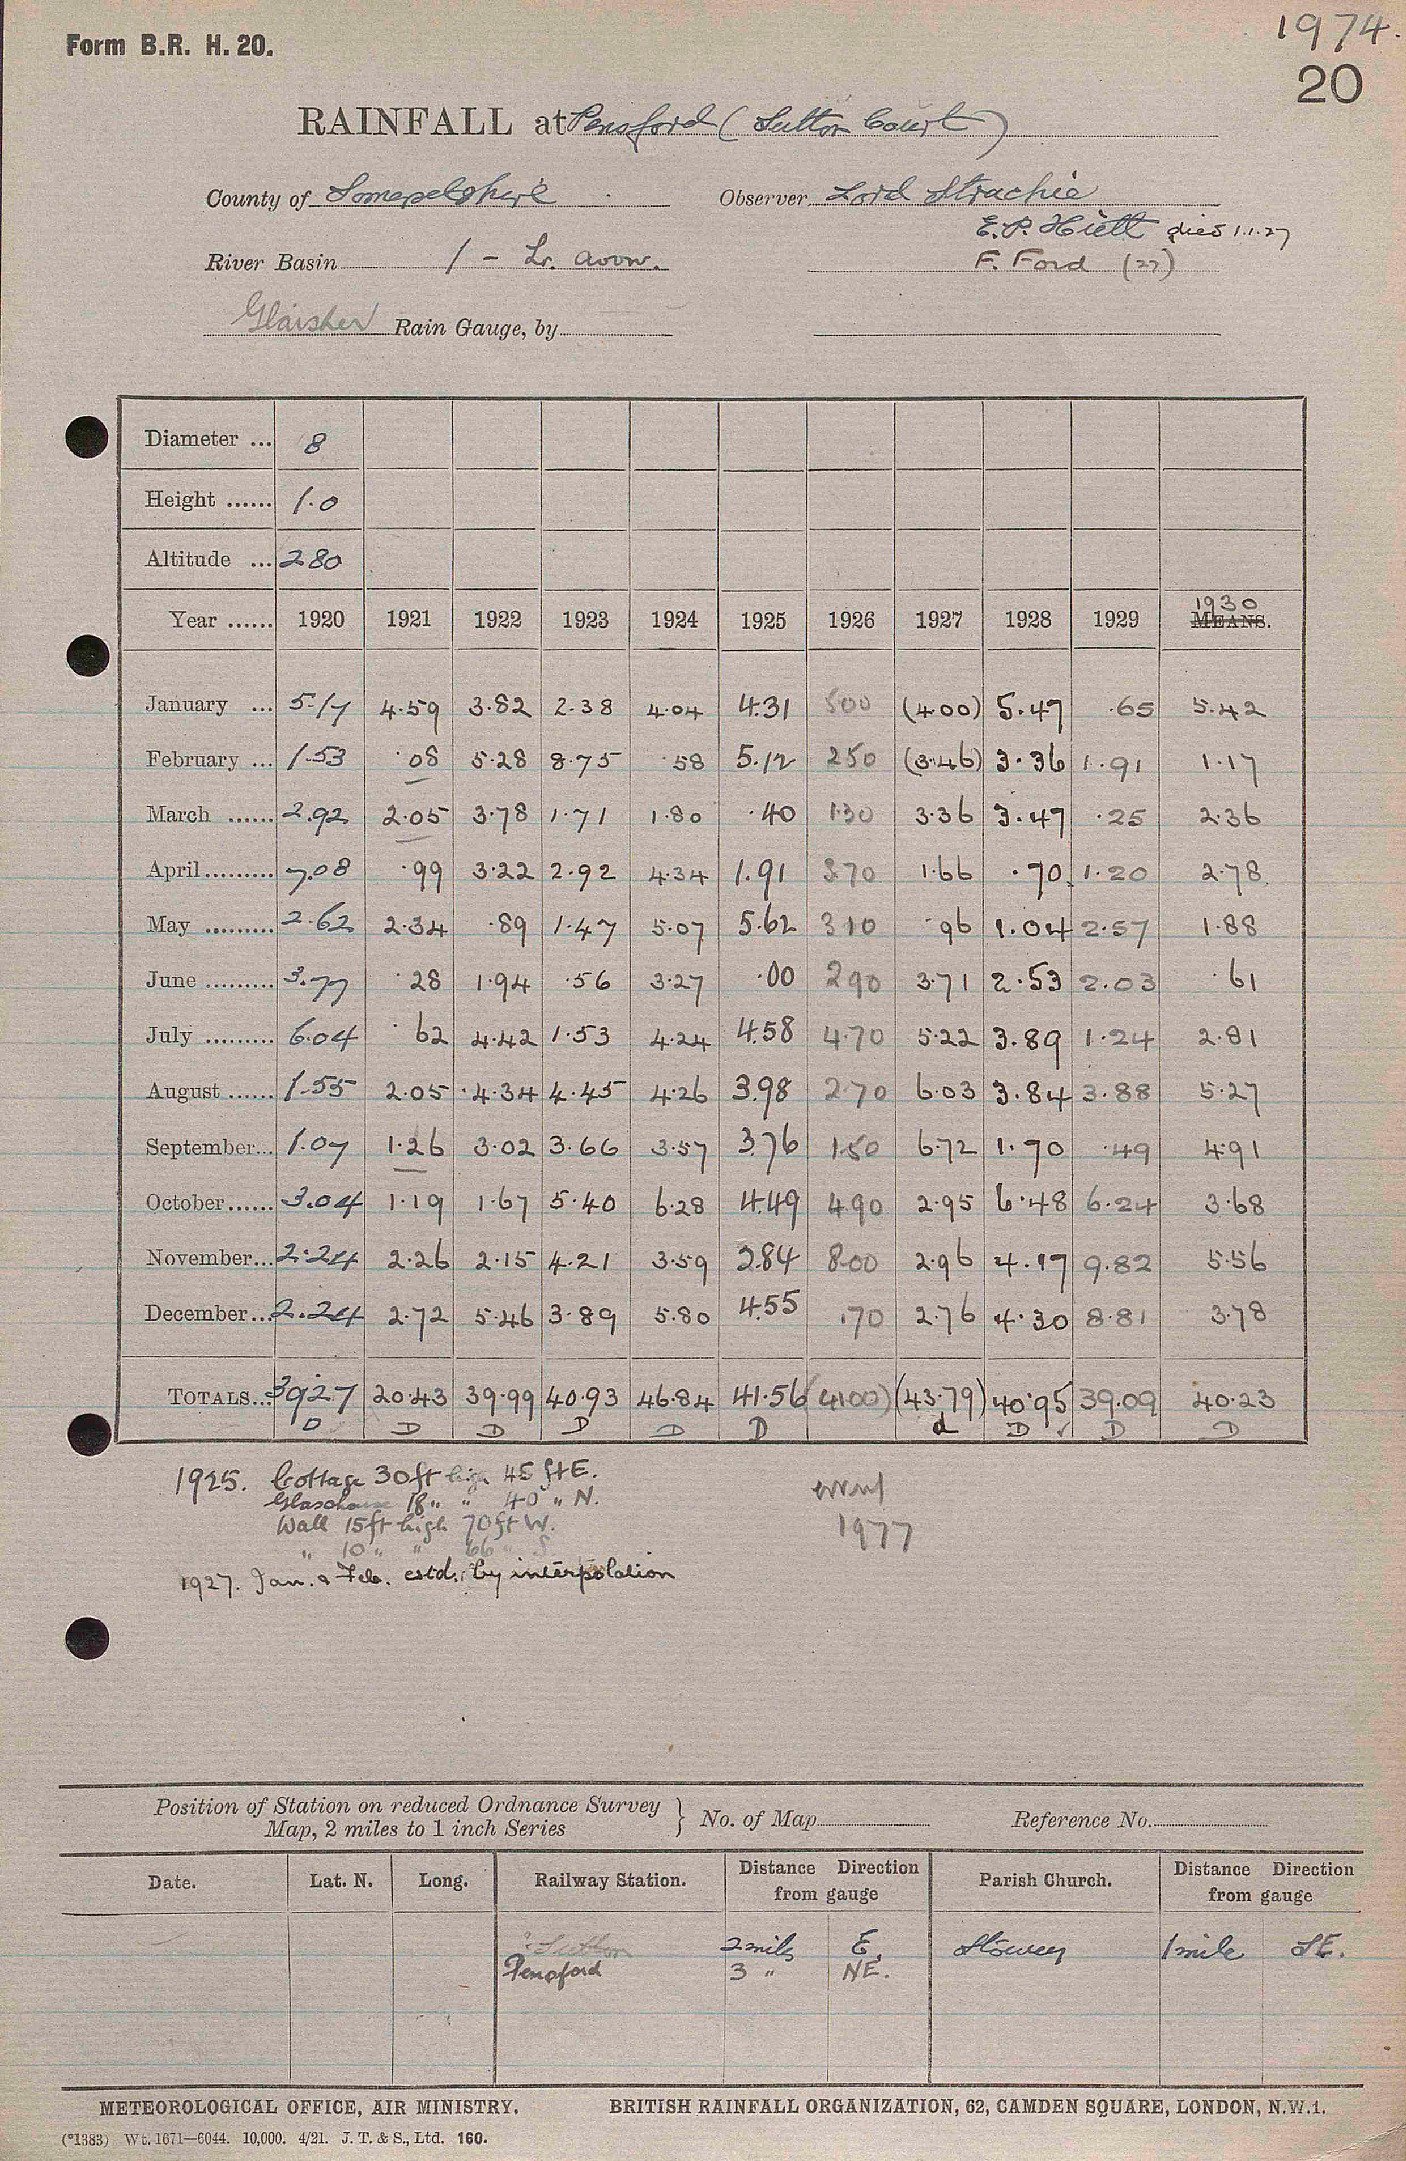 1974.
Form B.R. H. 20.
20
RAINFALL at Pensford (Sutton Court)
County of Somersetshire Observer Lord Strachie
E.P. Hiett died 1.1.27
River Basin 1 - Lr. Avon. F. Ford (27)
Glaisher Rain Gauge, by
Diameter ... 8
Height ...... 1.0
Altitude ... 280
1930
Year ...... 1920 1921 1922 1923 1924 1925 1926 1927 1928 1929 MEANS.
January ... 5.17 4.59 3.82 2.38 4.04 4.31 500 (4.00) 5.47 .65 5.42
February ... 1.53 .08 5.28 8.75 .58 5.12 250 (3.46) 3.36 1.91 1.17
March ...... 2.92 2.05 3.78 1.71 1.80 .40 1.30 3.36 3.47 .25 2.36
April ......... 7.08 .99 3.22 2.92 4.34 1.91 370 1.66 .70 1.20 2.78
May ......... 2.62 2.34 .89 1.47 5.07 5.62 310 .96 1.04 2.57 1.88
June ......... 3.77 .28 1.94 .56 3.27 .00 290 3.71 2.53 2.03 .61
July ......... 6.04 .62 4.42 1.53 4.24 4.58 4.70 5.22 3.89 1.24 2.81
August ...... 1.55 2.05 4.34 4.45 4.26 3.98 2.70 6.03 3.84 3.88 5.27
September... 1.07 1.26 3.02 3.66 3.57 3.76 1.50 6.72 1.70 .49 4.91
October...... 3.04 1.19 1.67 5.40 6.28 4.49 4.90 2.95 6.48 6.24 3.68
November... 2.24 2.26 2.15 4.21 3.59 2.84 8.00 2.96 4.17 9.82 5.56
December... 2.24 2.72 5.46 3.89 5.80 4.55 .70 2.76 4.30 8.81 3.78
TOTALS... 39.27 20.43 39.99 40.93 46.84 41.56 (41.00) (43.79) 40.95 39.09 40.23
D D D D D D d D ✓ D D
1925. Cottage 30ft high 45 ft E.
Glasshouse 18 " " 40 " N.
Wall 15ft high 70ft W.
" 10 " " 66 " S
1977
1927. Jan. & Feb. estd. by interpolation
Position of Station on reduced Ordnance Survey
Map, 2 miles to 1 inch Series } No. of Map Reference No.
Date. Lat. N. Long. Railway Station. Distance Direction from gauge Parish Church. Distance Direction from gauge
? Sutton 2 miles E, Stowey 1 mile SE.
Pensford 3 " NE.
METEOROLOGICAL OFFICE, AIR MINISTRY. BRITISH RAINFALL ORGANIZATION, 62, CAMDEN SQUARE, LONDON, N.W.1.
(*1383) Wt. 1671—6044. 10,000. 4/21. J. T. & S., Ltd. 160.